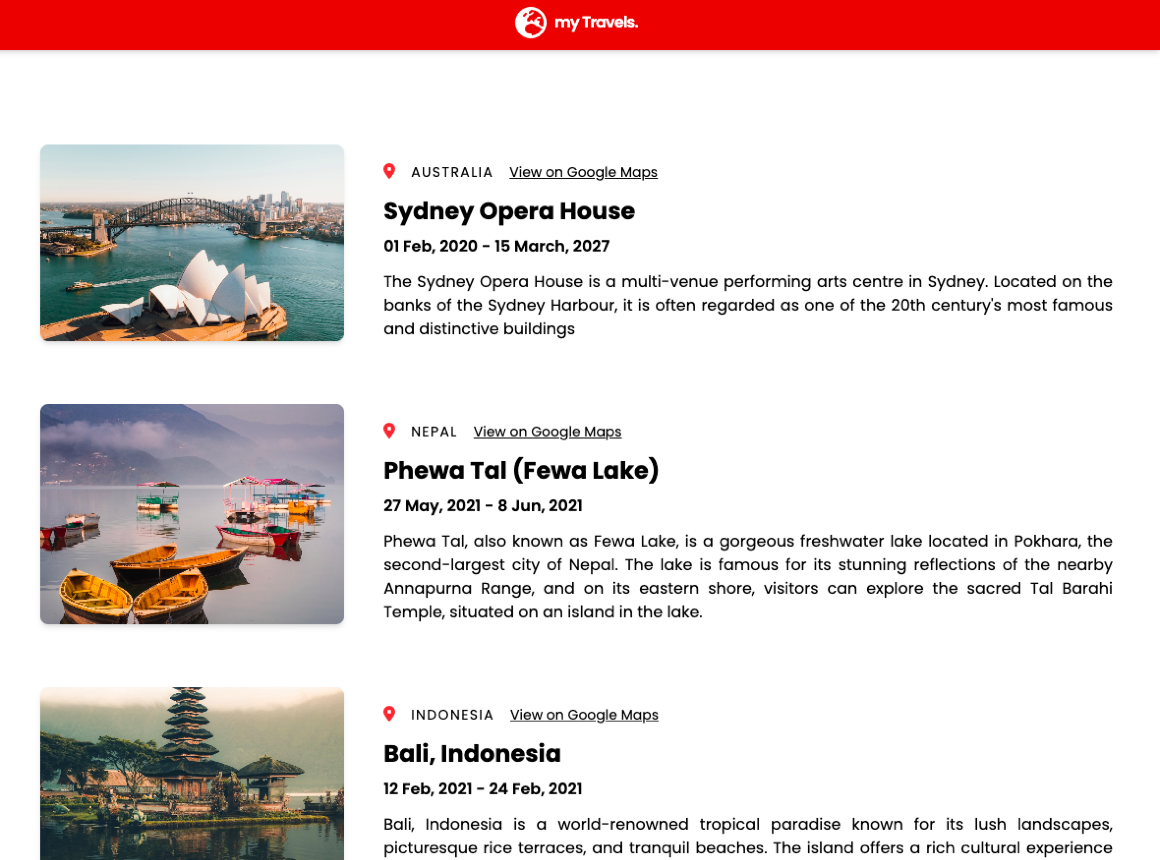 my Travels.
AUSTRALIA View on Google Maps
Sydney Opera House
01 Feb, 2020 - 15 March, 2027
The Sydney Opera House is a multi-venue performing arts centre in Sydney. Located on the
banks of the Sydney Harbour, it is often regarded as one of the 20th century's most famous
and distinctive buildings
NEPAL View on Google Maps
Phewa Tal (Fewa Lake)
27 May, 2021 - 8 Jun, 2021
Phewa Tal, also known as Fewa Lake, is a gorgeous freshwater lake located in Pokhara, the
second-largest city of Nepal. The lake is famous for its stunning reflections of the nearby
Annapurna Range, and on its eastern shore, visitors can explore the sacred Tal Barahi
Temple, situated on an island in the lake.
INDONESIA View on Google Maps
Bali, Indonesia
12 Feb, 2021 - 24 Feb, 2021
Bali, Indonesia is a world-renowned tropical paradise known for its lush landscapes,
picturesque rice terraces, and tranquil beaches. The island offers a rich cultural experience